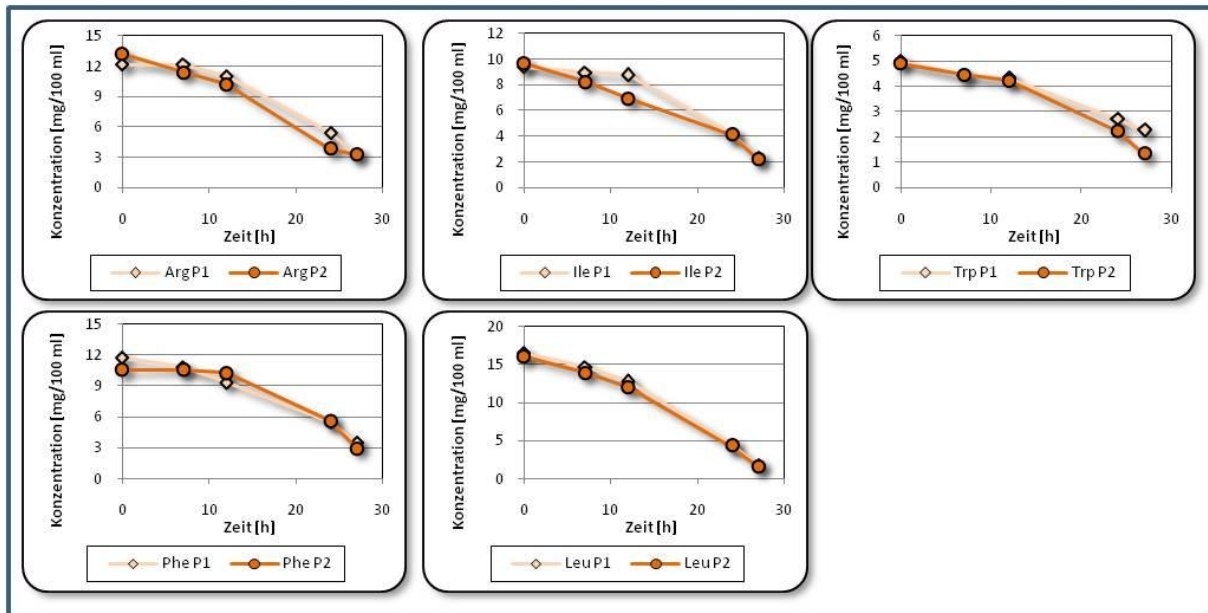 Konzentration [mg/100 ml]
15
12
9
6
3
0
0 10 20 30
Zeit [h]
Arg P1 Arg P2
Konzentration [mg/100 ml]
12
10
8
6
4
2
0
0 10 20 30
Zeit [h]
Ile P1 Ile P2
Konzentration [mg/100 ml]
6
5
4
3
2
1
0
0 10 20 30
Zeit [h]
Trp P1 Trp P2
Konzentration [mg/100 ml]
15
12
9
6
3
0
0 10 20 30
Zeit [h]
Phe P1 Phe P2
Konzentration [mg/100 ml]
20
15
10
5
0
0 10 20 30
Zeit [h]
Leu P1 Leu P2